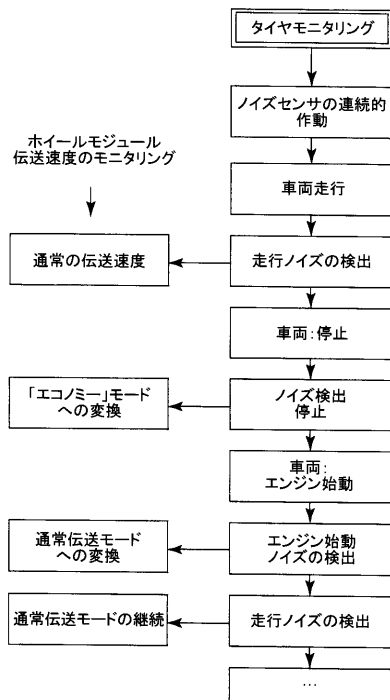 タイヤモニタリング
ノイズセンサの連続的
作動
ホイールモジュール
伝送速度のモニタリング
車両走行
通常の伝送速度
走行ノイズの検出
車両:停止
「エコノミー」モード
への変換
ノイズ検出
停止
車両:
エンジン始動
通常伝送モード
への変換
エンジン始動
ノイズの検出
通常伝送モードの継続
走行ノイズの検出
…